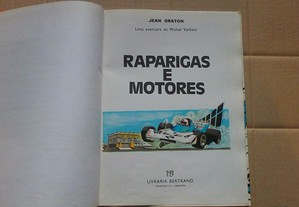 JEAN GRATON
Uma aventura de Michel Vaillant
RAPARIGAS
E
MOTORES
LIVRARIA BERTRAND